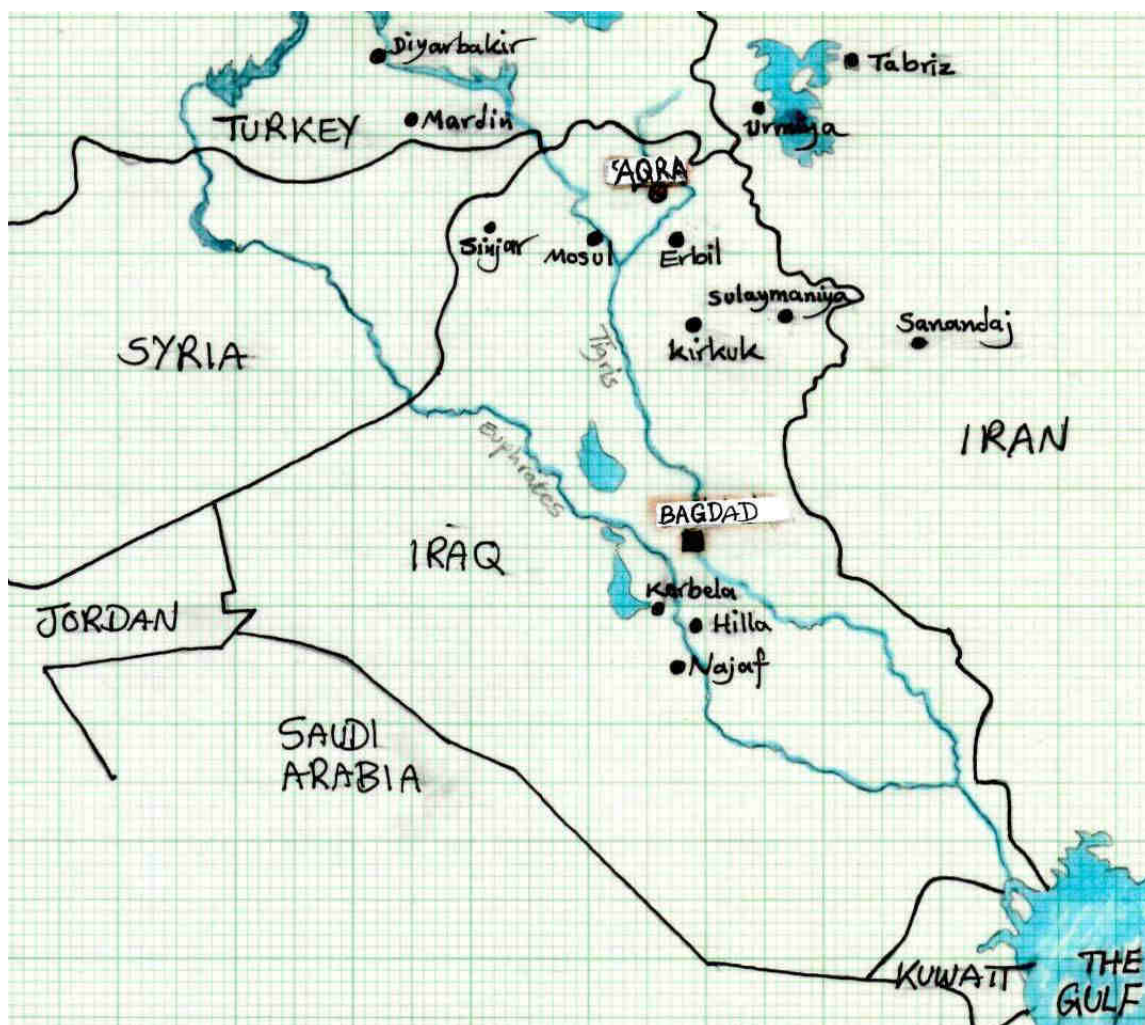 Diyarbakir
Tabriz
Mardin
TURKEY
Urmiya
'AQRA
Sinjar
Mosul
Erbil
Sulaymaniya
Sanandaj
Kirkuk
SYRIA
Tigris
IRAN
Euphrates
BAGDAD
IRAQ
Kerbela
JORDAN
Hilla
Najaf
SAUDI
ARABIA
KUWAIT
THE
GULF